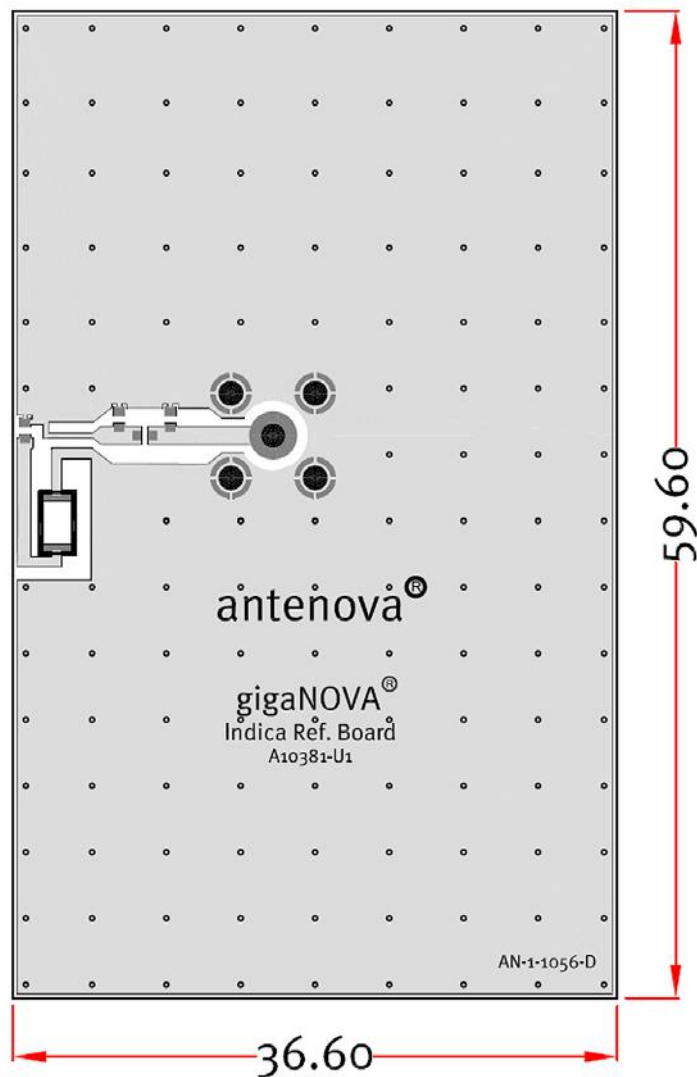 59.60
antenova®
gigaNOVA®
Indica Ref. Board
A10381-U1
AN-1-1056-D
36.60